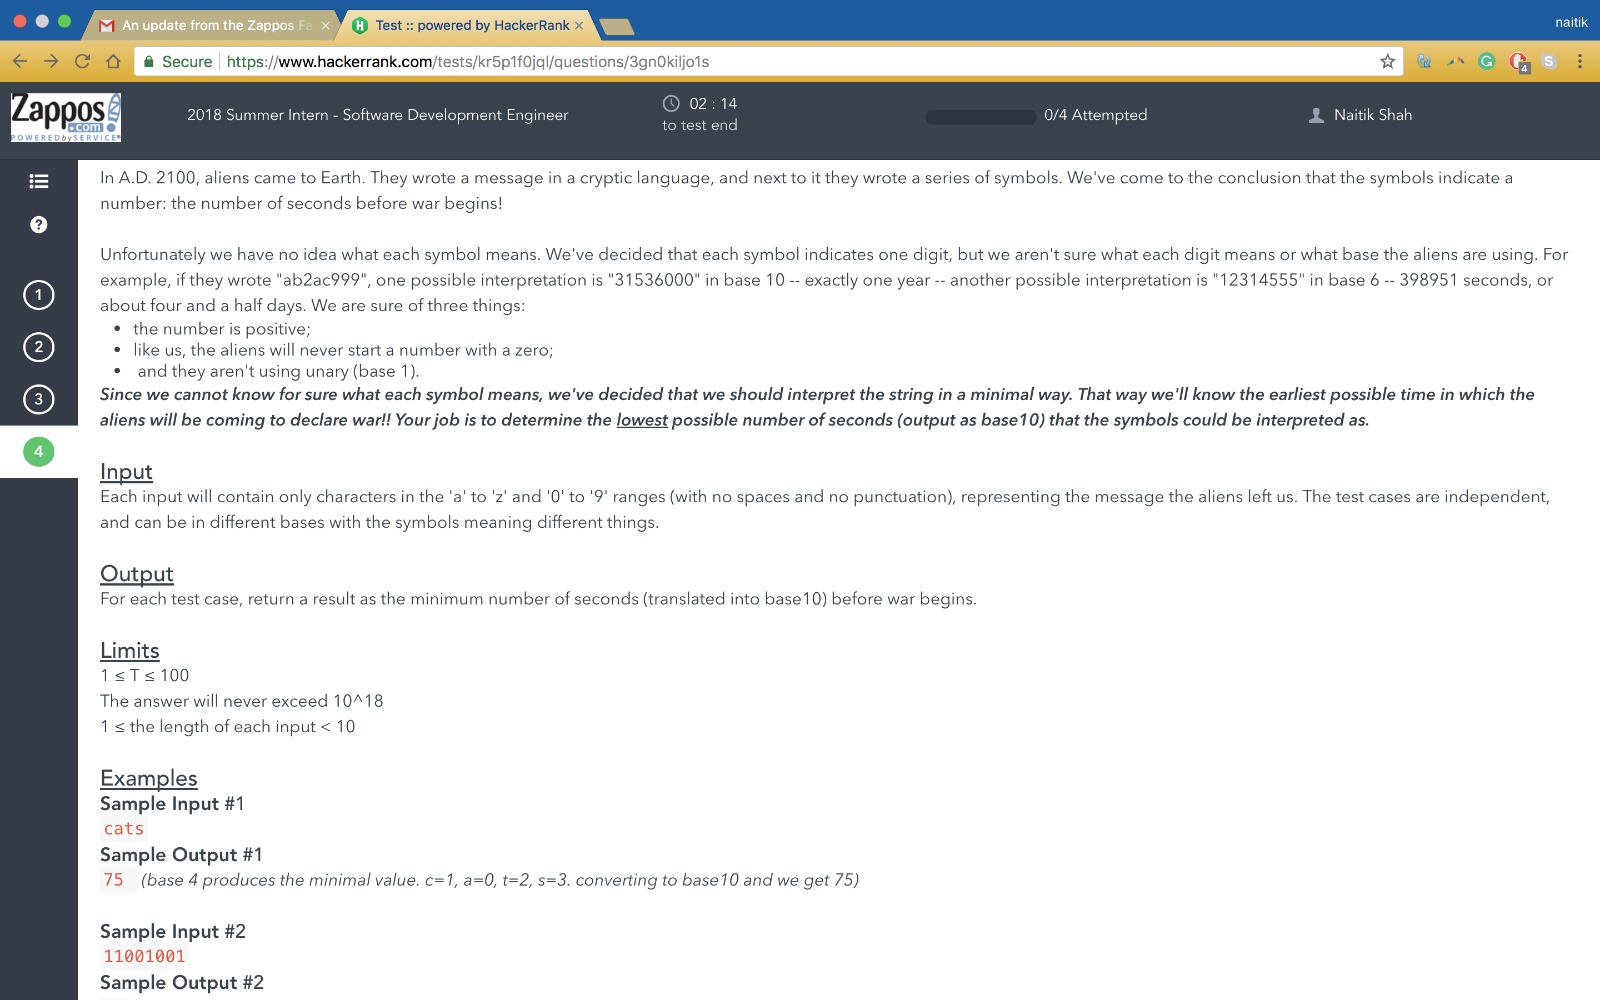 An update from the Zappos Fa
Test :: powered by HackerRank
naitik
Secure https://www.hackerrank.com/tests/kr5p1f0jql/questions/3gn0kiljo1s
G
4
S
Zappos
.com
POWERED by SERVICE
2018 Summer Intern - Software Development Engineer
02 : 14
to test end
0/4 Attempted
Naitik Shah
?
1
2
3
4
In A.D. 2100, aliens came to Earth. They wrote a message in a cryptic language, and next to it they wrote a series of symbols. We've come to the conclusion that the symbols indicate a
number: the number of seconds before war begins!
Unfortunately we have no idea what each symbol means. We've decided that each symbol indicates one digit, but we aren't sure what each digit means or what base the aliens are using. For
example, if they wrote "ab2ac999", one possible interpretation is "31536000" in base 10 -- exactly one year -- another possible interpretation is "12314555" in base 6 -- 398951 seconds, or
about four and a half days. We are sure of three things:
• the number is positive;
• like us, the aliens will never start a number with a zero;
• and they aren't using unary (base 1).
Since we cannot know for sure what each symbol means, we've decided that we should interpret the string in a minimal way. That way we'll know the earliest possible time in which the
aliens will be coming to declare war!! Your job is to determine the lowest possible number of seconds (output as base10) that the symbols could be interpreted as.
Input
Each input will contain only characters in the 'a' to 'z' and '0' to '9' ranges (with no spaces and no punctuation), representing the message the aliens left us. The test cases are independent,
and can be in different bases with the symbols meaning different things.
Output
For each test case, return a result as the minimum number of seconds (translated into base10) before war begins.
Limits
1 ≤ T ≤ 100
The answer will never exceed 10^18
1 ≤ the length of each input < 10
Examples
Sample Input #1
cats
Sample Output #1
75 (base 4 produces the minimal value. c=1, a=0, t=2, s=3. converting to base10 and we get 75)
Sample Input #2
11001001
Sample Output #2